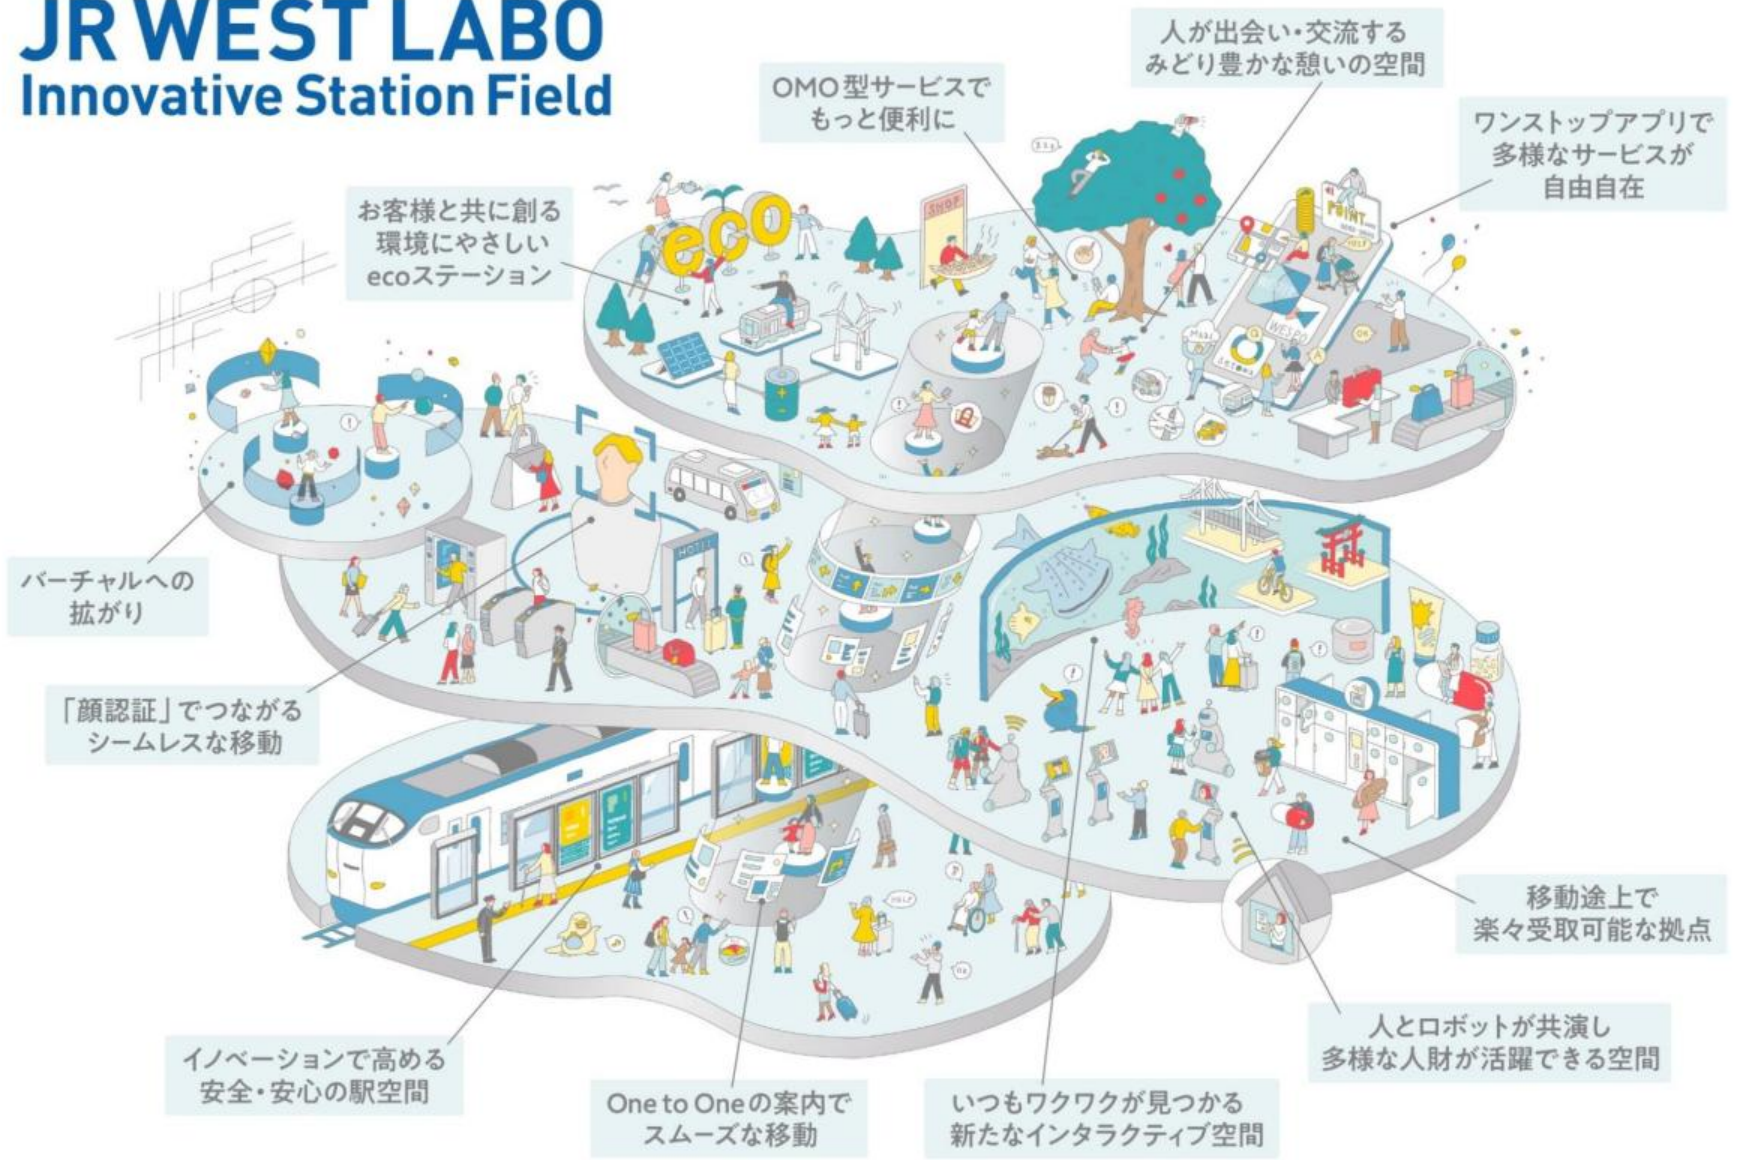 JR WEST LABO
Innovative Station Field
人が出会い・交流する
みどり豊かな憩いの空間
OMO型サービスで
もっと便利に
ワンストップアプリで
多様なサービスが
自由自在
お客様と共に創る
環境にやさしい
ecoステーション
eco
SHOP
POINT
HELP
WESPO
OK
Q
A
バーチャルへの
拡がり
「顔認証」でつながる
シームレスな移動
移動途上で
楽々受取可能な拠点
人とロボットが共演し
多様な人財が活躍できる空間
イノベーションで高める
安全・安心の駅空間
One to Oneの案内で
スムーズな移動
いつもワクワクが見つかる
新たなインタラクティブ空間
HELP
OK